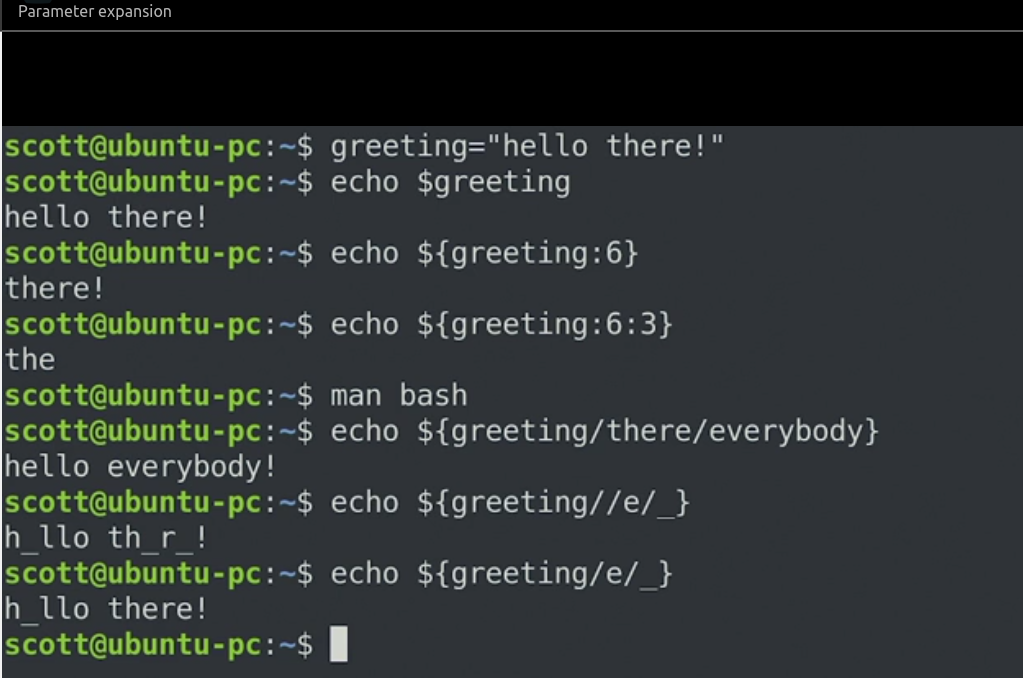 Parameter expansion
scott@ubuntu-pc:~$ greeting="hello there!"
scott@ubuntu-pc:~$ echo $greeting
hello there!
scott@ubuntu-pc:~$ echo ${greeting:6}
there!
scott@ubuntu-pc:~$ echo ${greeting:6:3}
the
scott@ubuntu-pc:~$ man bash
scott@ubuntu-pc:~$ echo ${greeting/there/everybody}
hello everybody!
scott@ubuntu-pc:~$ echo ${greeting//e/_}
h_llo th_r_!
scott@ubuntu-pc:~$ echo ${greeting/e/_}
h_llo there!
scott@ubuntu-pc:~$